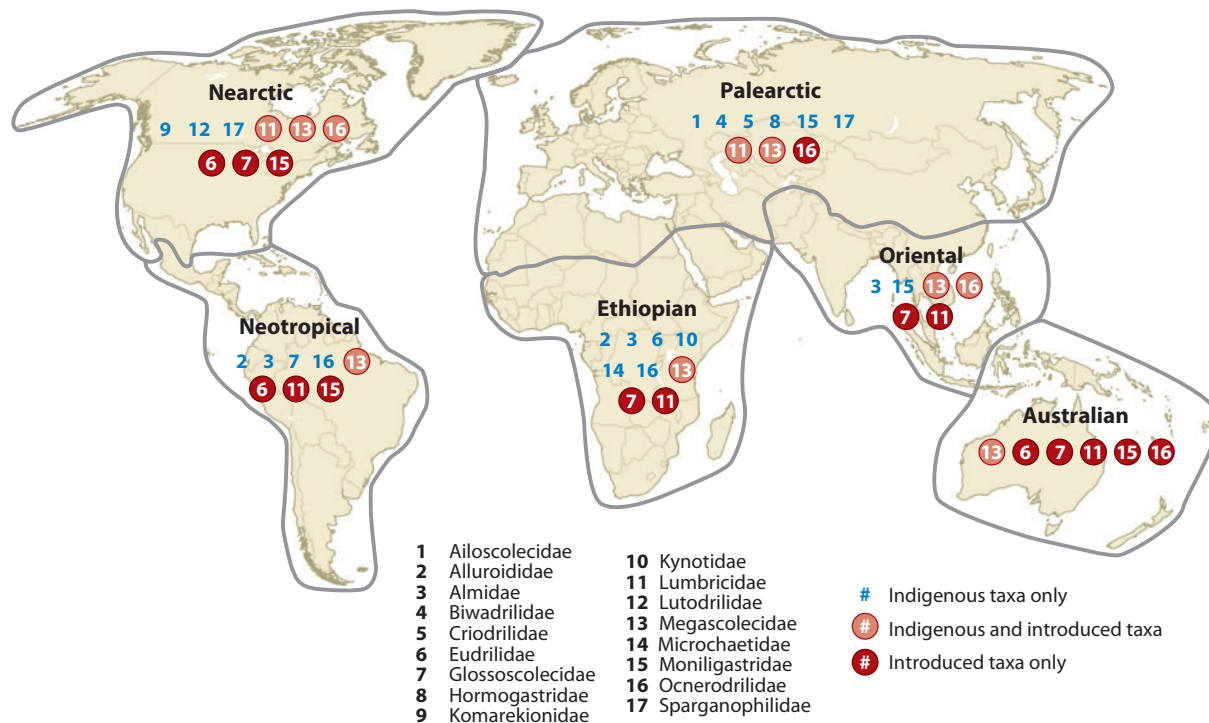 Nearctic
9 12 17 11 13 16
6 7 15
Palearctic
1 4 5 8 15 17
11 13 16
Oriental
3 15 13 16
7 11
Ethiopian
2 3 6 10
14 16 13
7 11
Neotropical
2 3 7 16 13
6 11 15
Australian
13 6 7 11 15 16
1 Ailoscolecidae
2 Alluroididae
3 Almidae
4 Biwadrilidae
5 Criodrilidae
6 Eudrilidae
7 Glossoscolecidae
8 Hormogastridae
9 Komarekionidae
10 Kynotidae
11 Lumbricidae
12 Lutodrilidae
13 Megascolecidae
14 Microchaetidae
15 Moniligastridae
16 Ocnerodrilidae
17 Sparganophilidae
# Indigenous taxa only
# Indigenous and introduced taxa
# Introduced taxa only